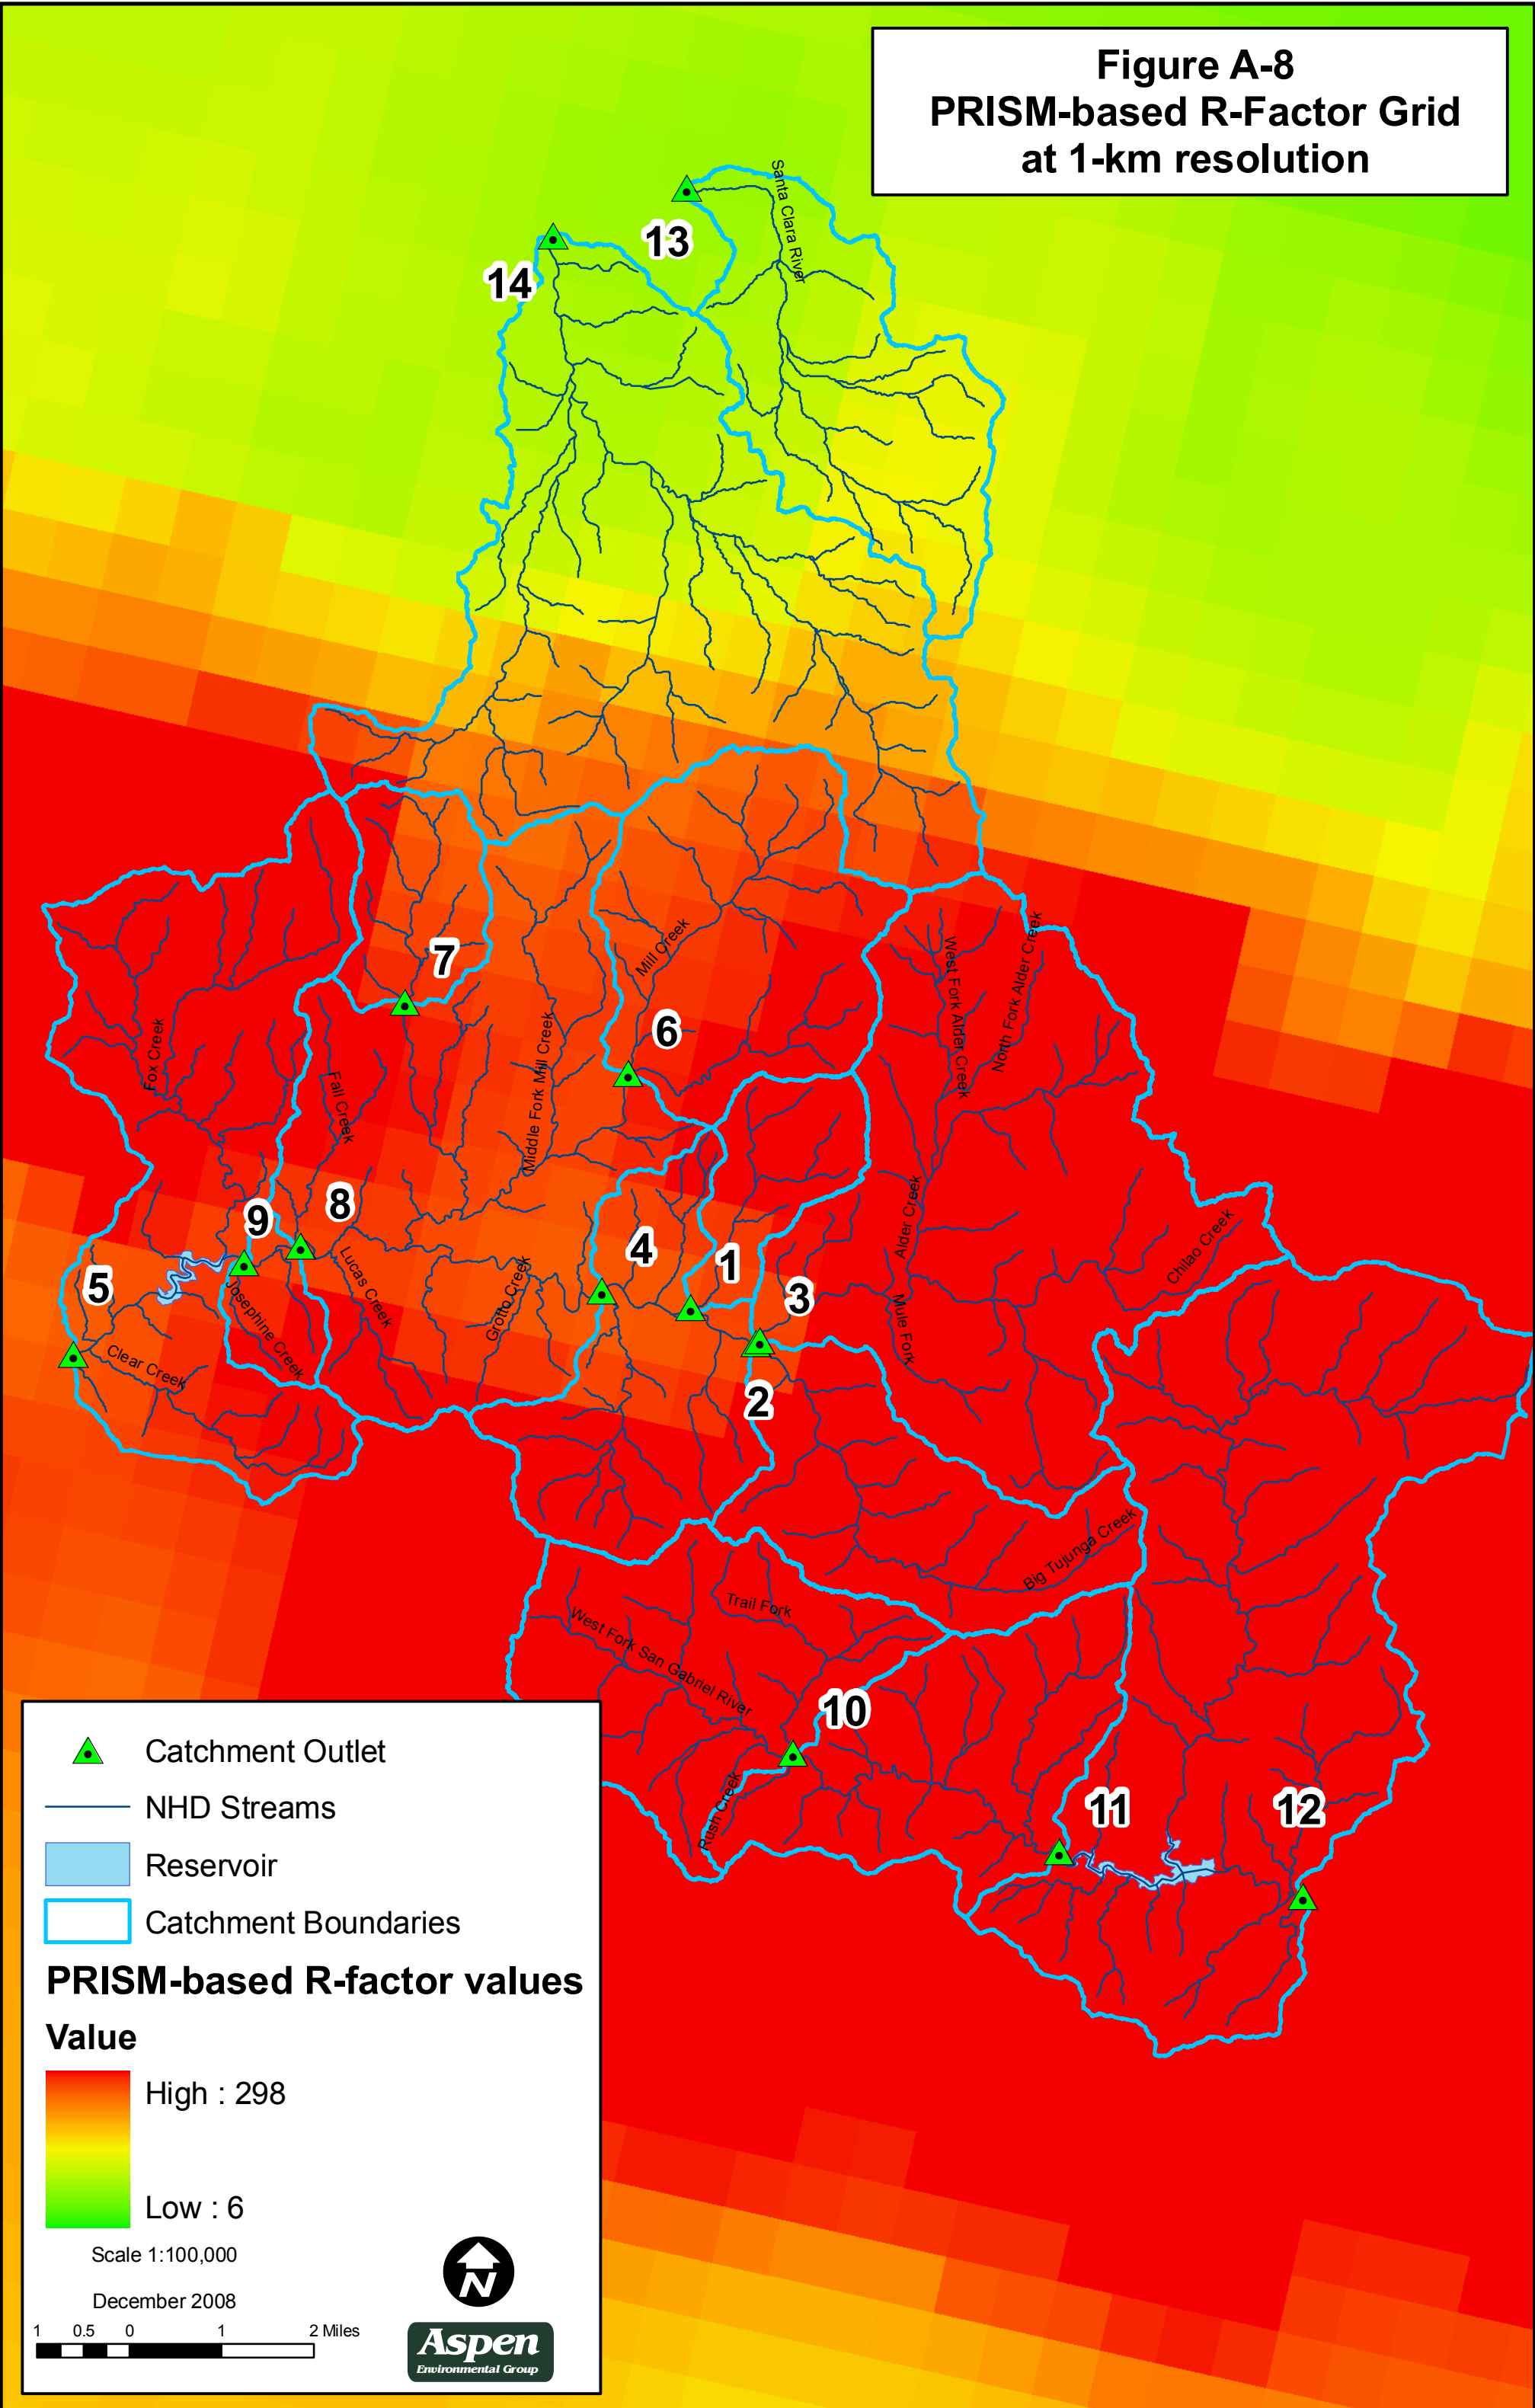 Figure A-8
PRISM-based R-Factor Grid
at 1-km resolution
Santa Clara River
13
14
7
Mill Creek
6
West Fork Alder Creek
North Fork Alder Creek
Fox Creek
Fall Creek
Middle Fork Mill Creek
9
8
4
1
3
5
2
Alder Creek
Chilao Creek
Lucas Creek
Grotto Creek
Josephine Creek
Mule Fork
Clear Creek
Big Tujunga Creek
Trail Fork
West Fork San Gabriel River
10
Rush Creek
11
12
Catchment Outlet
NHD Streams
Reservoir
Catchment Boundaries
PRISM-based R-factor values
Value
High : 298
Low : 6
Scale 1:100,000
December 2008
1 0.5 0 1 2 Miles
N
Aspen
Environmental Group